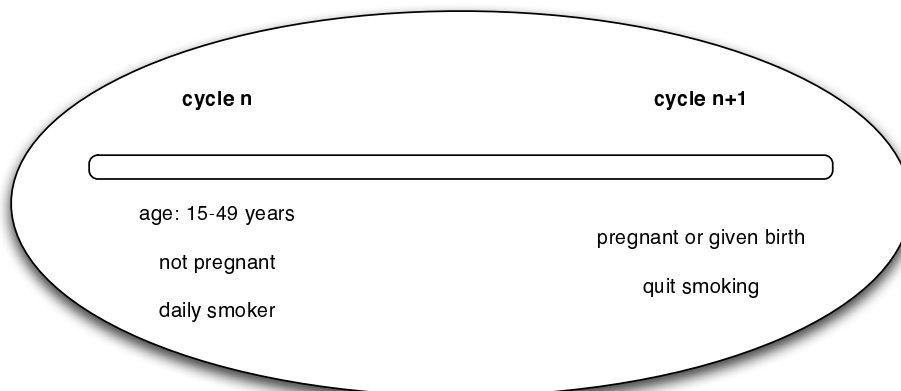 cycle n
cycle n+1
age: 15-49 years
pregnant or given birth
not pregnant
quit smoking
daily smoker